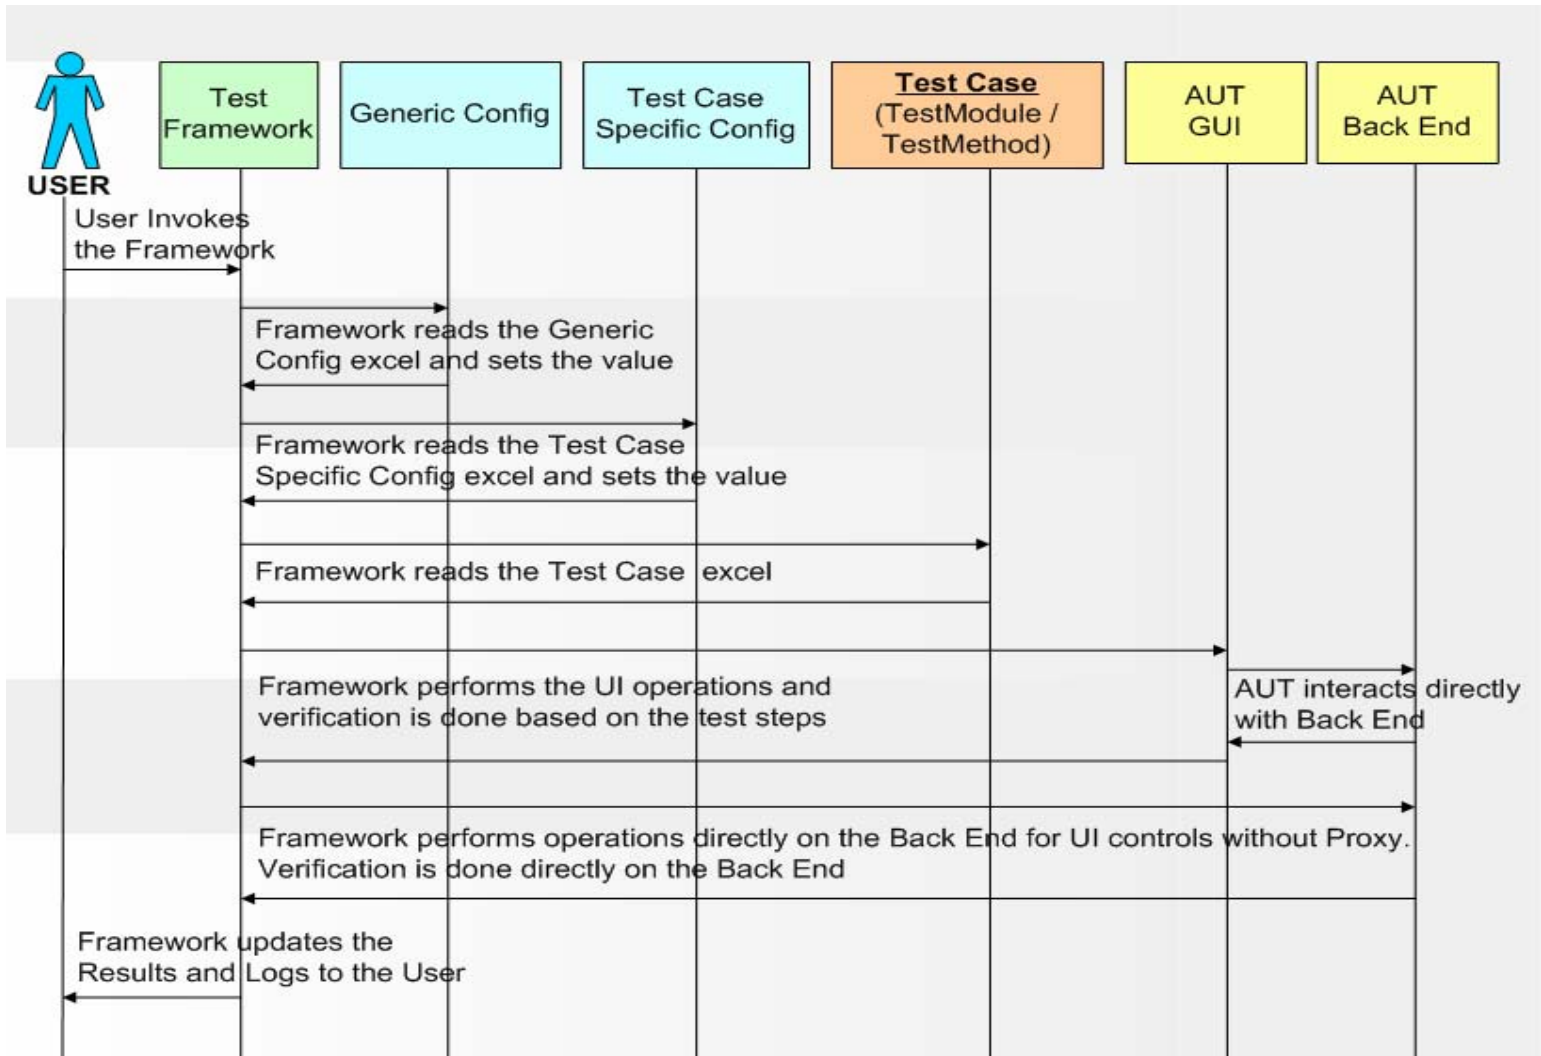 USER
Test
Framework
Generic Config
Test Case
Specific Config
Test Case
(TestModule /
TestMethod)
AUT
GUI
AUT
Back End
User Invokes
the Framework
Framework reads the Generic
Config excel and sets the value
Framework reads the Test Case
Specific Config excel and sets the value
Framework reads the Test Case excel
Framework performs the UI operations and
verification is done based on the test steps
AUT interacts directly
with Back End
Framework performs operations directly on the Back End for UI controls without Proxy.
Verification is done directly on the Back End
Framework updates the
Results and Logs to the User